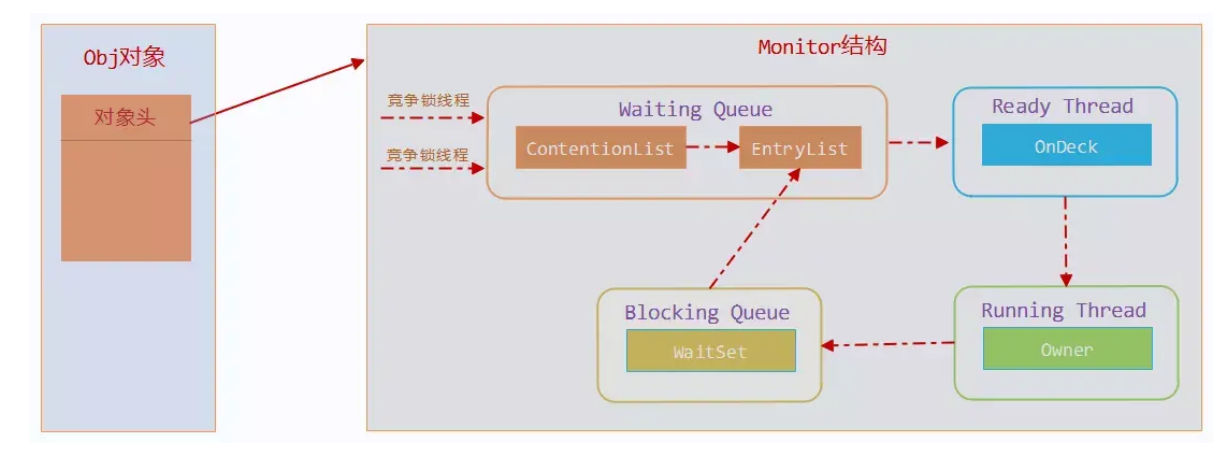 Obj对象
对象头
Monitor结构
竞争锁线程
竞争锁线程
Waiting Queue
ContentionList
EntryList
Ready Thread
OnDeck
Blocking Queue
WaitSet
Running Thread
Owner